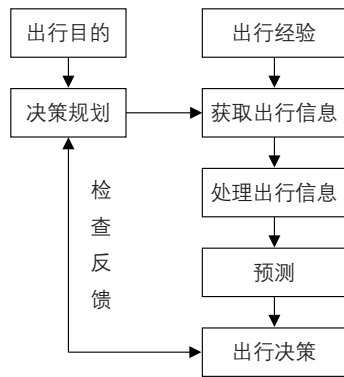 出行目的
出行经验
决策规划
获取出行信息
处理出行信息
检查反馈
预测
出行决策